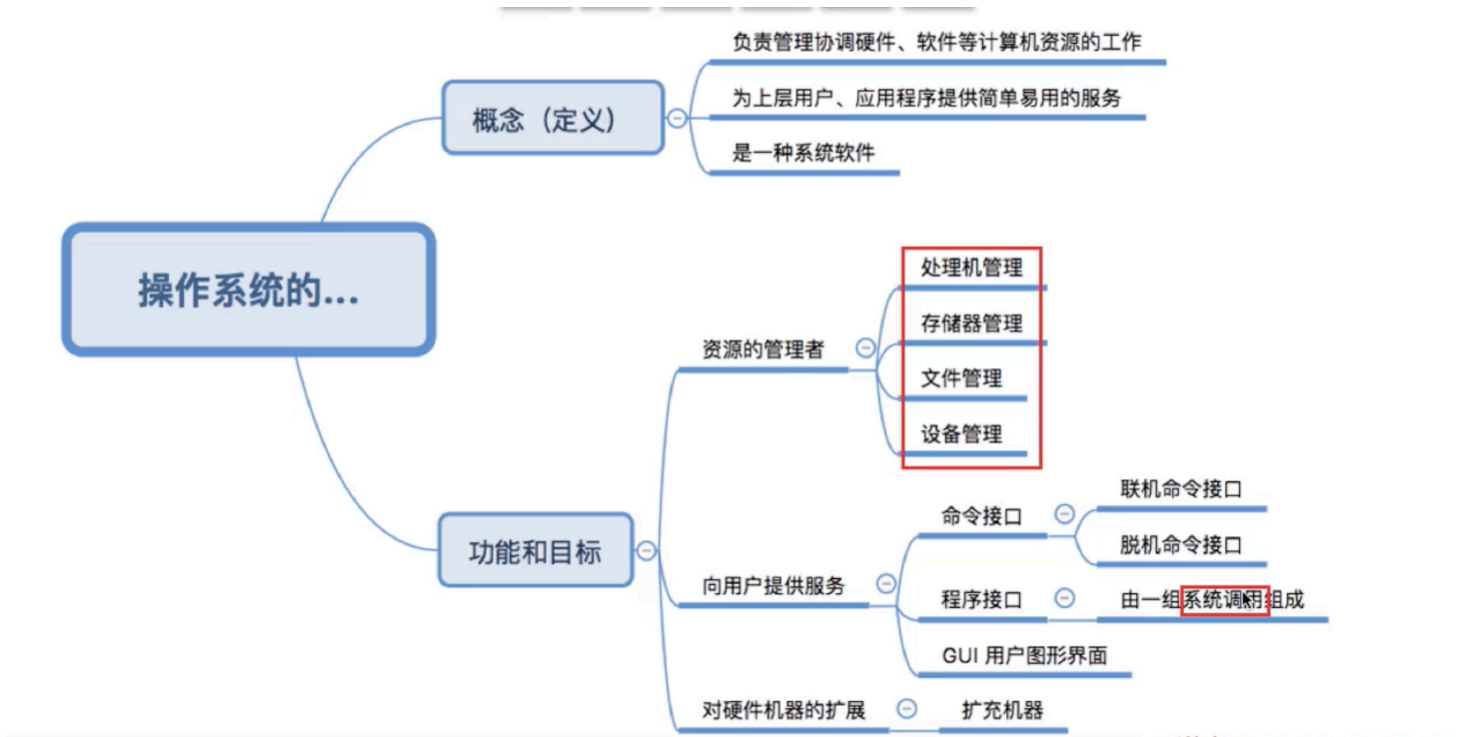 操作系统的...
概念（定义）
负责管理协调硬件、软件等计算机资源的工作
为上层用户、应用程序提供简单易用的服务
是一种系统软件
功能和目标
资源的管理者
处理机管理
存储器管理
文件管理
设备管理
向用户提供服务
命令接口
联机命令接口
脱机命令接口
程序接口
由一组系统调用组成
GUI 用户图形界面
对硬件机器的扩展
扩充机器